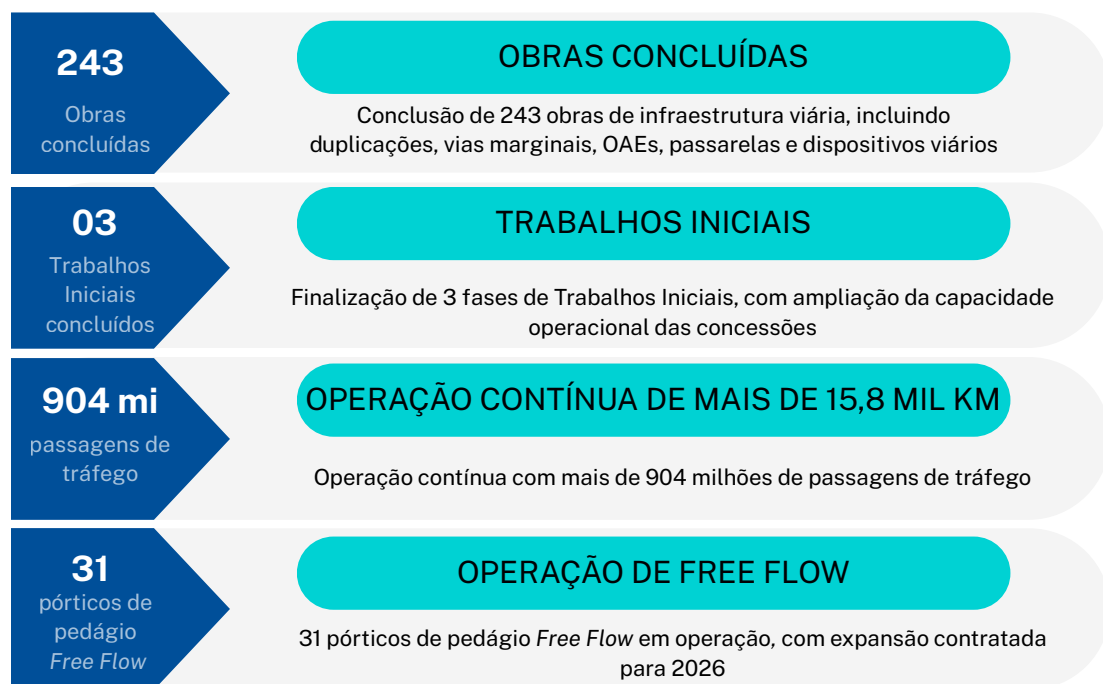 243
Obras
concluídas
OBRAS CONCLUÍDAS
Conclusão de 243 obras de infraestrutura viária, incluindo
duplicações, vias marginais, OAEs, passarelas e dispositivos viários
03
Trabalhos
Iniciais
concluídos
TRABALHOS INICIAIS
Finalização de 3 fases de Trabalhos Iniciais, com ampliação da capacidade
operacional das concessões
904 mi
passagens de
tráfego
OPERAÇÃO CONTÍNUA DE MAIS DE 15,8 MIL KM
Operação contínua com mais de 904 milhões de passagens de tráfego
31
pórticos de
pedágio
Free Flow
OPERAÇÃO DE FREE FLOW
31 pórticos de pedágio Free Flow em operação, com expansão contratada
para 2026